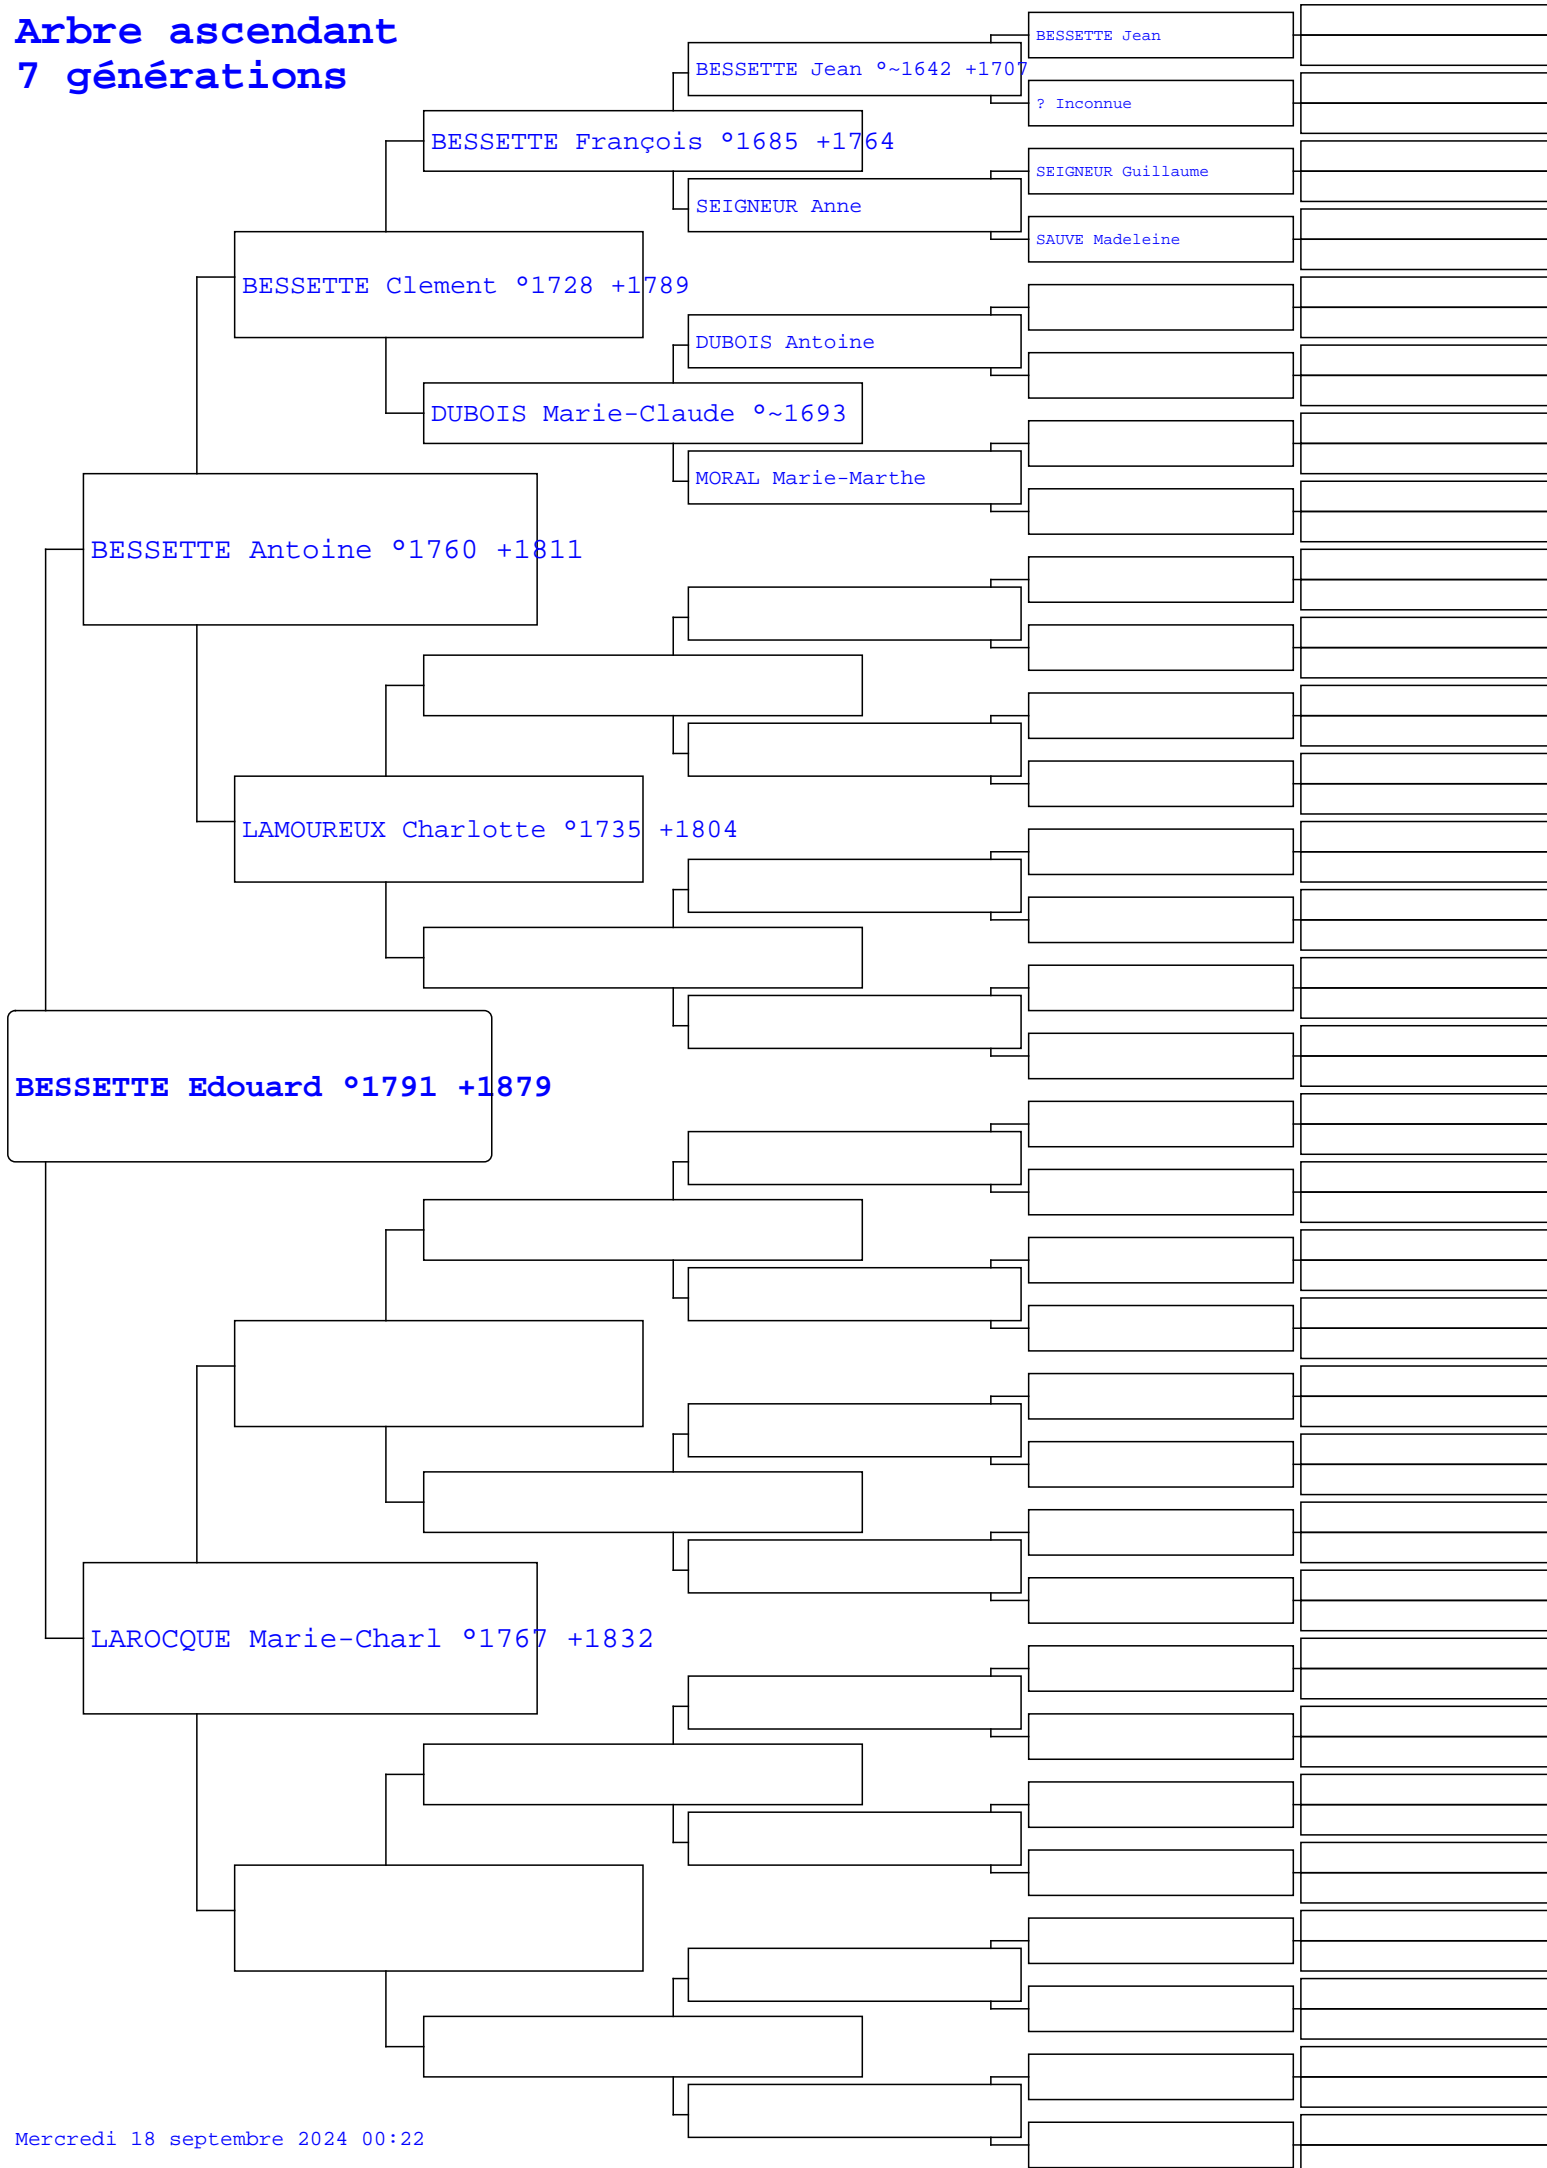 Arbre ascendant
7 générations
BESSETTE Jean
BESSETTE Jean °~1642 +1707
? Inconnue
BESSETTE François °1685 +1764
SEIGNEUR Guillaume
SEIGNEUR Anne
SAUVE Madeleine
BESSETTE Clement °1728 +1789
DUBOIS Antoine
DUBOIS Marie-Claude °~1693
MORAL Marie-Marthe
BESSETTE Antoine °1760 +1811
LAMOUREUX Charlotte °1735 +1804
BESSETTE Edouard °1791 +1879
LAROCQUE Marie-Charl °1767 +1832
Mercredi 18 septembre 2024 00:22